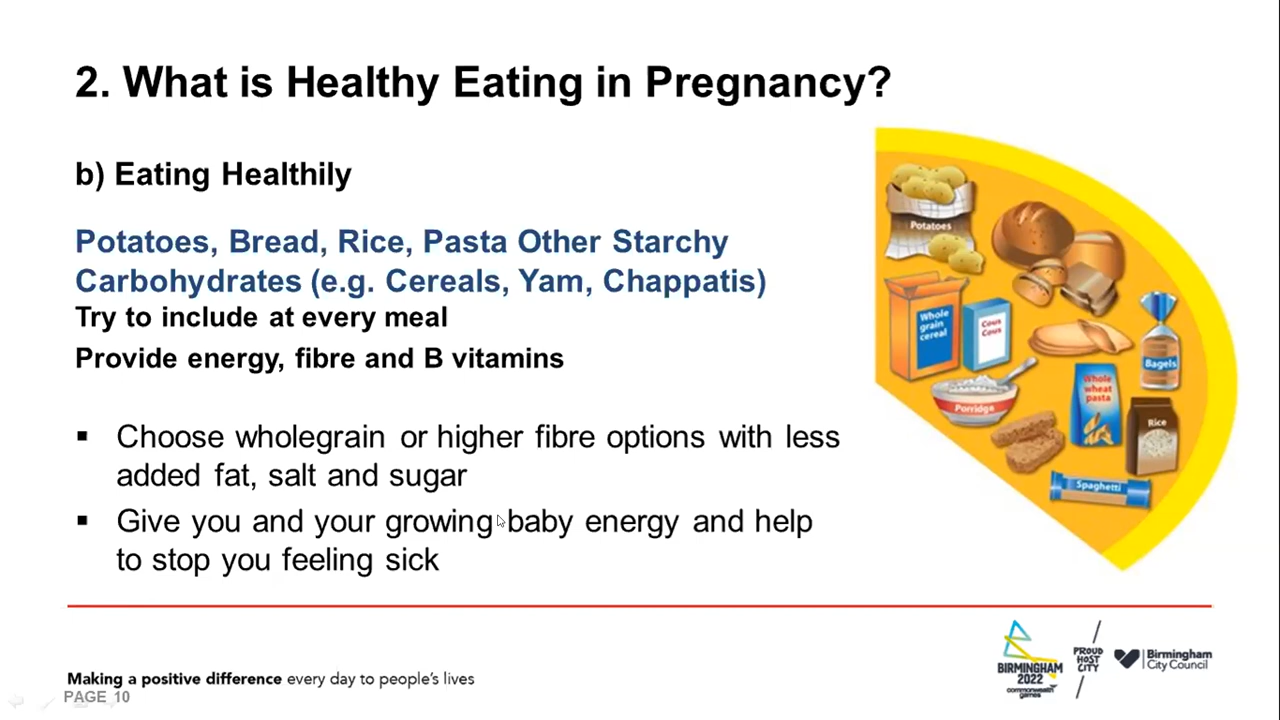 2. What is Healthy Eating in Pregnancy?
b) Eating Healthily
Potatoes, Bread, Rice, Pasta Other Starchy
Carbohydrates (e.g. Cereals, Yam, Chappatis)
Try to include at every meal
Provide energy, fibre and B vitamins
▪ Choose wholegrain or higher fibre options with less
added fat, salt and sugar
▪ Give you and your growing baby energy and help
to stop you feeling sick
Potatoes
Whole
grain
cereal
Cous
Cous
Bagels
Porridge
Whole
wheat
pasta
Rice
Spaghetti
Making a positive difference every day to people's lives
PAGE 10
BIRMINGHAM
2022
commonwealth
games
PROUD
HOST
CITY
Birmingham
City Council